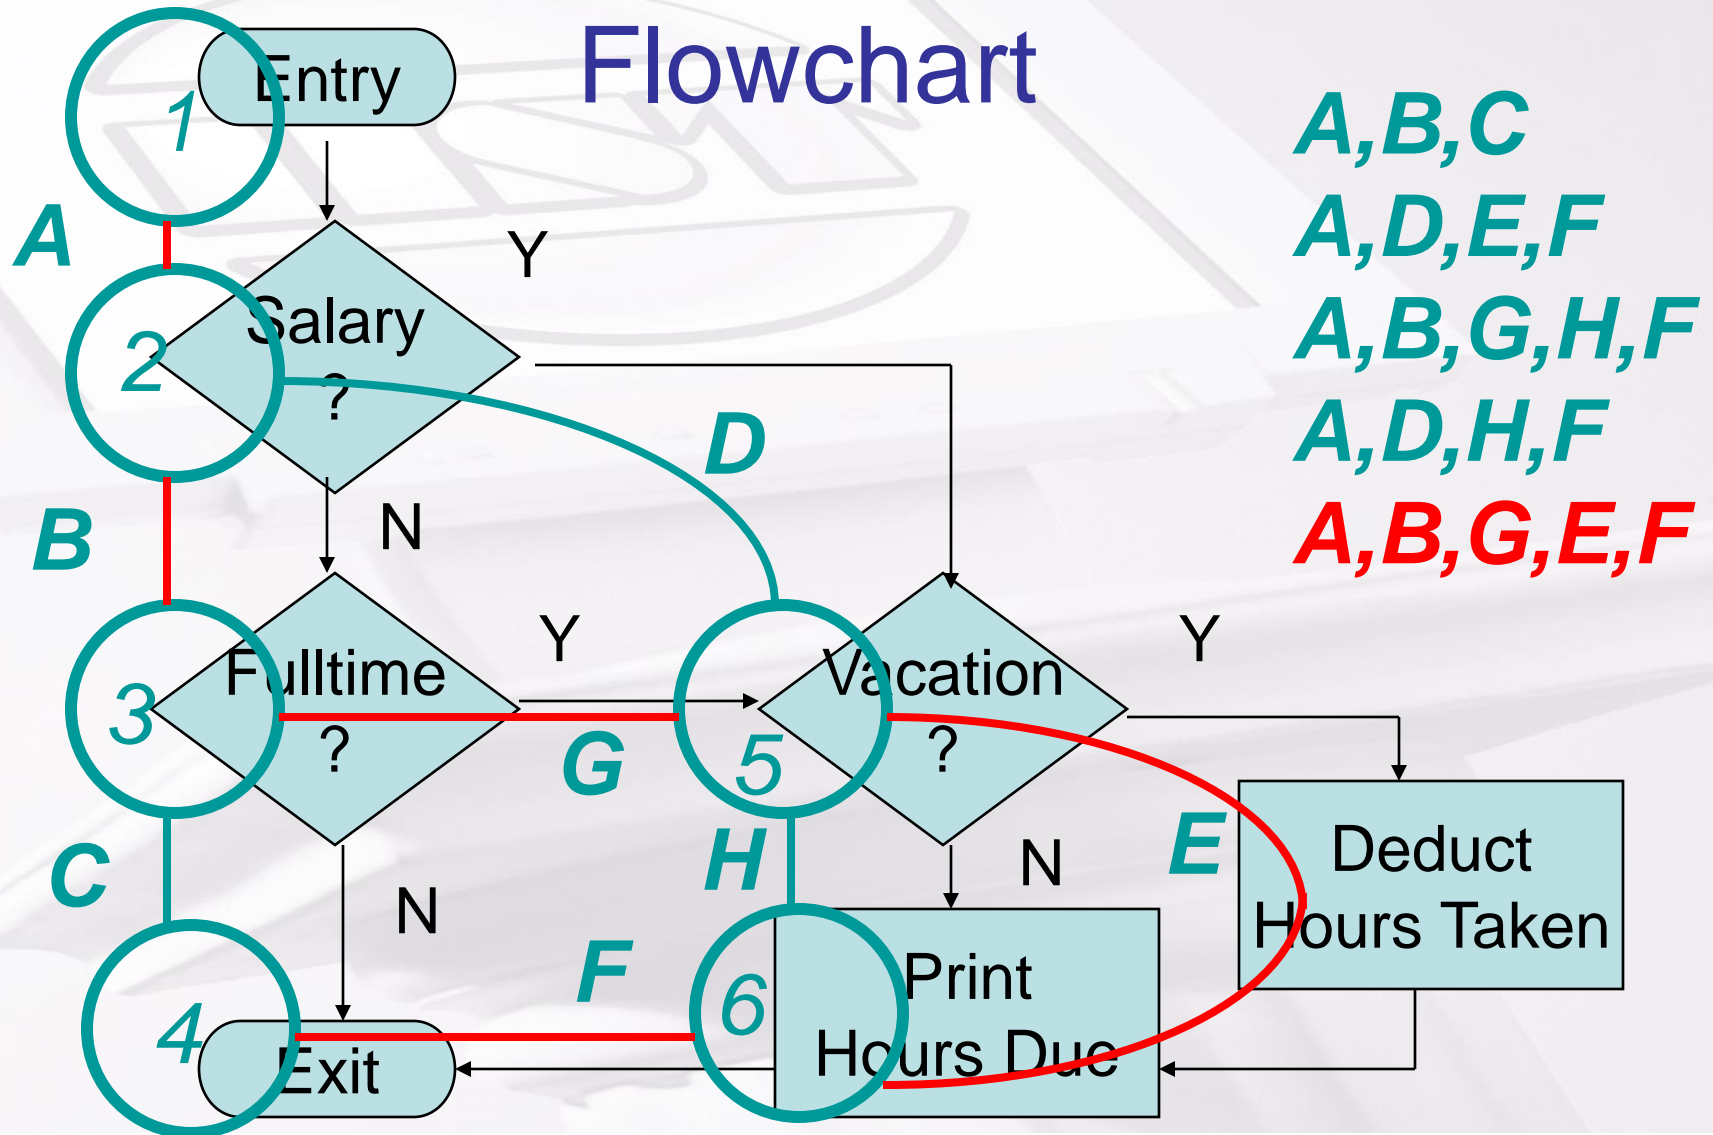 Flowchart
Entry
1
A
Salary
?
2
Y
D
N
B
Fulltime
?
3
Y
G
Vacation
?
5
Y
N
H
E
Deduct
Hours Taken
C
N
F
Print
Hours Due
6
4
Exit
A,B,C
A,D,E,F
A,B,G,H,F
A,D,H,F
A,B,G,E,F